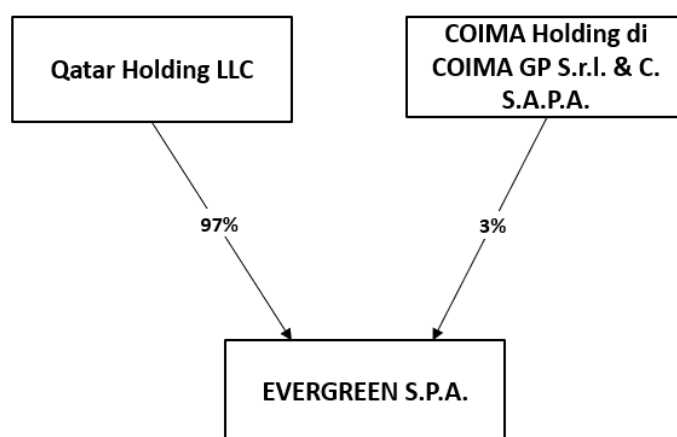 Qatar Holding LLC
COIMA Holding di
COIMA GP S.r.l. & C.
S.A.P.A.
97%
3%
EVERGREEN S.P.A.